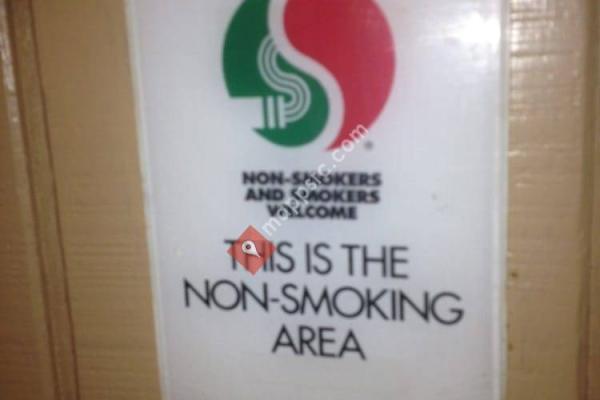 ®
NON-SMOKERS
AND SMOKERS
WELCOME
THIS IS THE
NON-SMOKING
AREA